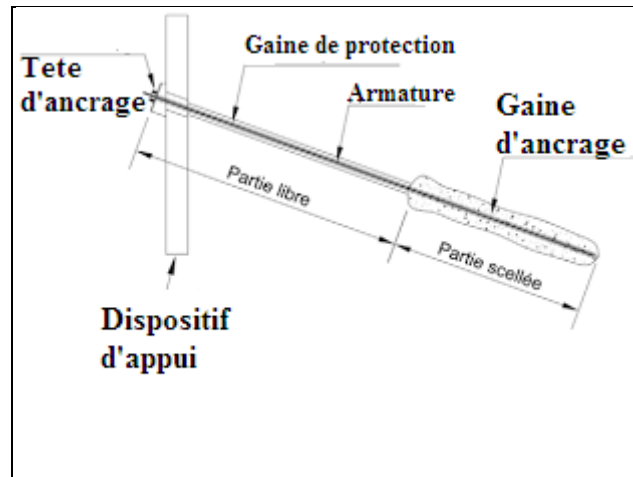 Gaine de protection
Tete
d'ancrage
Armature
Gaine
d'ancrage
Partie libre
Partie scellée
Dispositif
d'appui